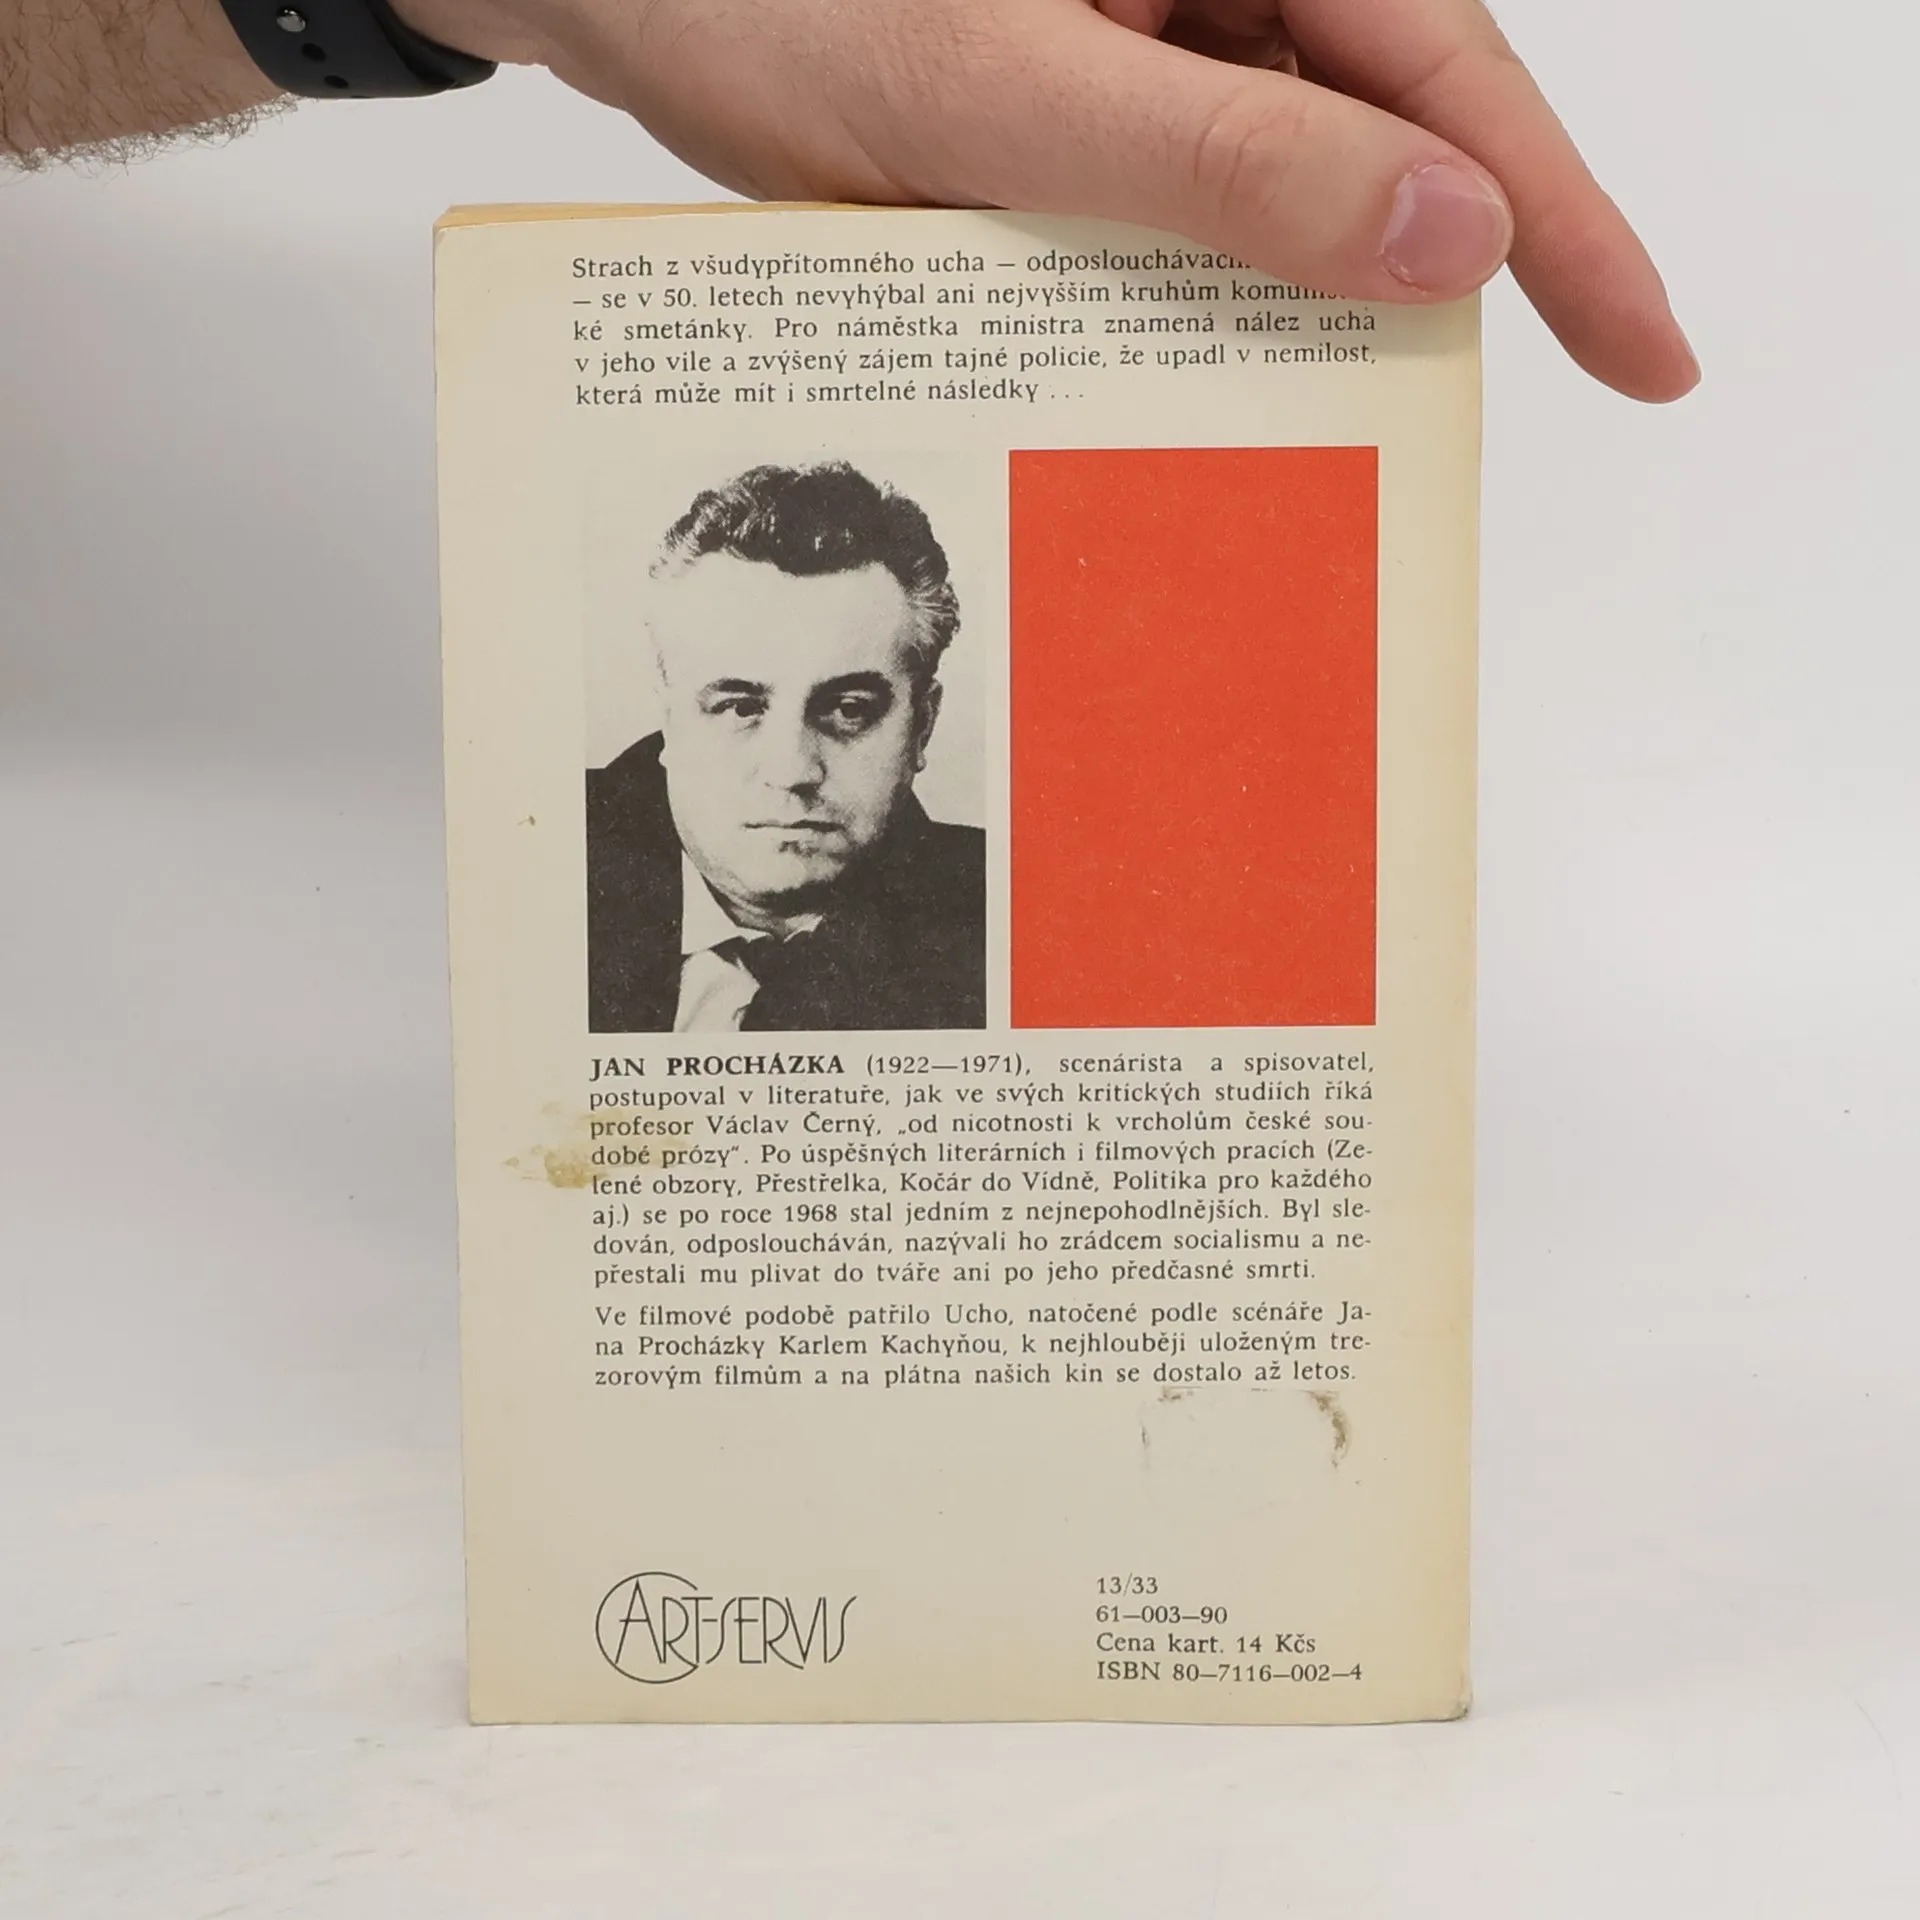 Strach z všudypřítomného ucha —
— se v 50. letech nevyhýbal ani nejvyšším kruhům
ké smetánky. Pro náměstka ministra znamená nález ucha
v jeho vile a zvýšený zájem tajné policie, že upadl v nemilost,
která může mít i smrtelné následky ...
JAN PROCHÁZKA (1922—1971), scenárista a spisovatel,
postupoval v literatuře, jak ve svých kritických studiích říká
profesor Václav Černý, „od nicotnosti k vrcholům české sou-
dobé prózy“. Po úspěšných literárních i filmových pracích (Ze-
lené obzory, Přestřelka, Kočár do Vídně, Politika pro každého
aj.) se po roce 1968 stal jedním z nejnepohodlnějších. Byl sle-
dován, odposloucháván, nazývali ho zrádcem socialismu a ne-
přestali mu plivat do tváře ani po jeho předčasné smrti.
Ve filmové podobě patřilo Ucho, natočené podle scénáře Ja-
na Procházky Karlem Kachyňou, k nejhlouběji uloženým tre-
zorovým filmům a na plátna našich kin se dostalo až letos.
ART-SERVIS
13/33
61—003—90
Cena kart. 14 Kčs
ISBN 80—7116—002—4